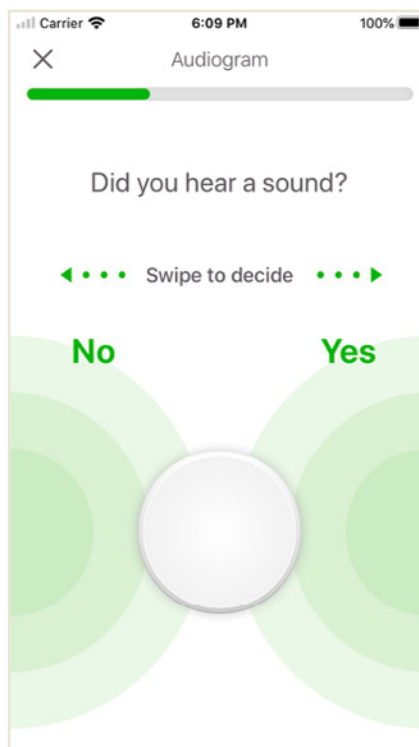 Carrier 6:09 PM 100%
Audiogram
Did you hear a sound?
Swipe to decide
No Yes